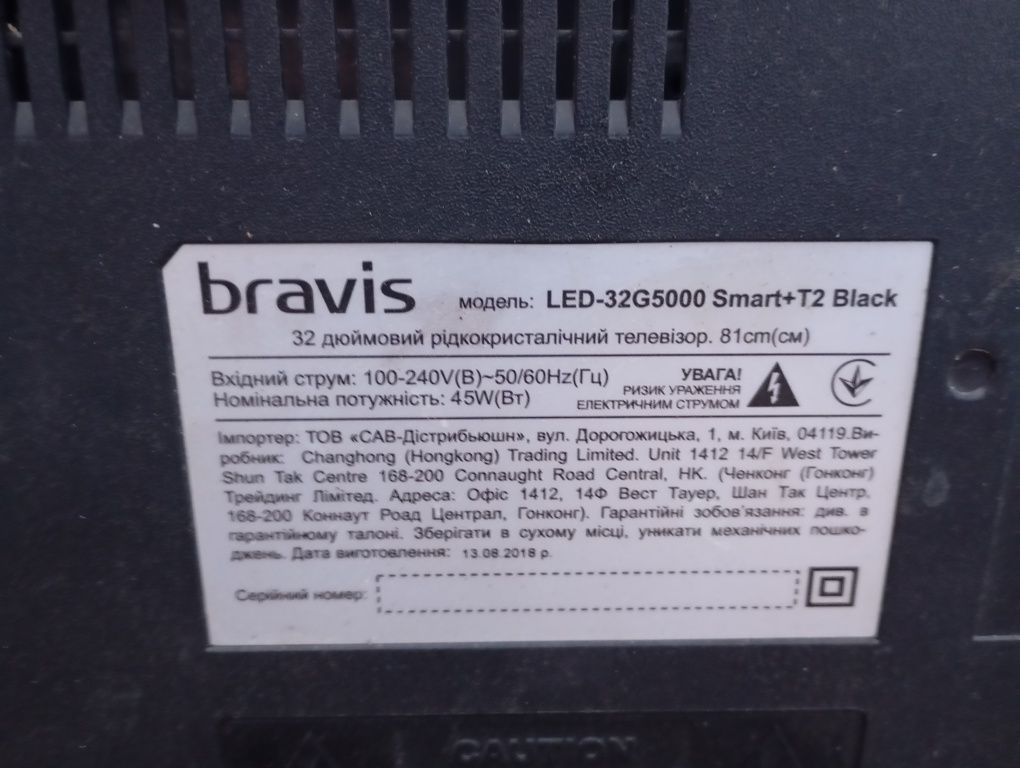 bravis модель: LED-32G5000 Smart+T2 Black
32 дюймовий рідкокристалічний телевізор. 81cm(см)
Вхідний струм: 100-240V(В)~50/60Hz(Гц)
Номінальна потужність: 45W(Вт)
УВАГА!
РИЗИК УРАЖЕННЯ
ЕЛЕКТРИЧНИМ СТРУМОМ
Імпортер: ТОВ «САВ-Дістрибьюшн», вул. Дорогожицька, 1, м. Київ, 04119.Ви-
робник: Changhong (Hongkong) Trading Limited. Unit 1412 14/F West Tower
Shun Tak Centre 168-200 Connaught Road Central, HK. (Ченконг (Гонконг)
Трейдинг Лімітед. Адреса: Офіс 1412, 14Ф Вест Тауер, Шан Так Центр,
168-200 Коннаут Роад Централ, Гонконг). Гарантійні зобов'язання: див. в
гарантійному талоні. Зберігати в сухому місці, уникати механічних пошко-
джень. Дата виготовлення: 13.08.2018 р.
Серійний номер:
CAUTION